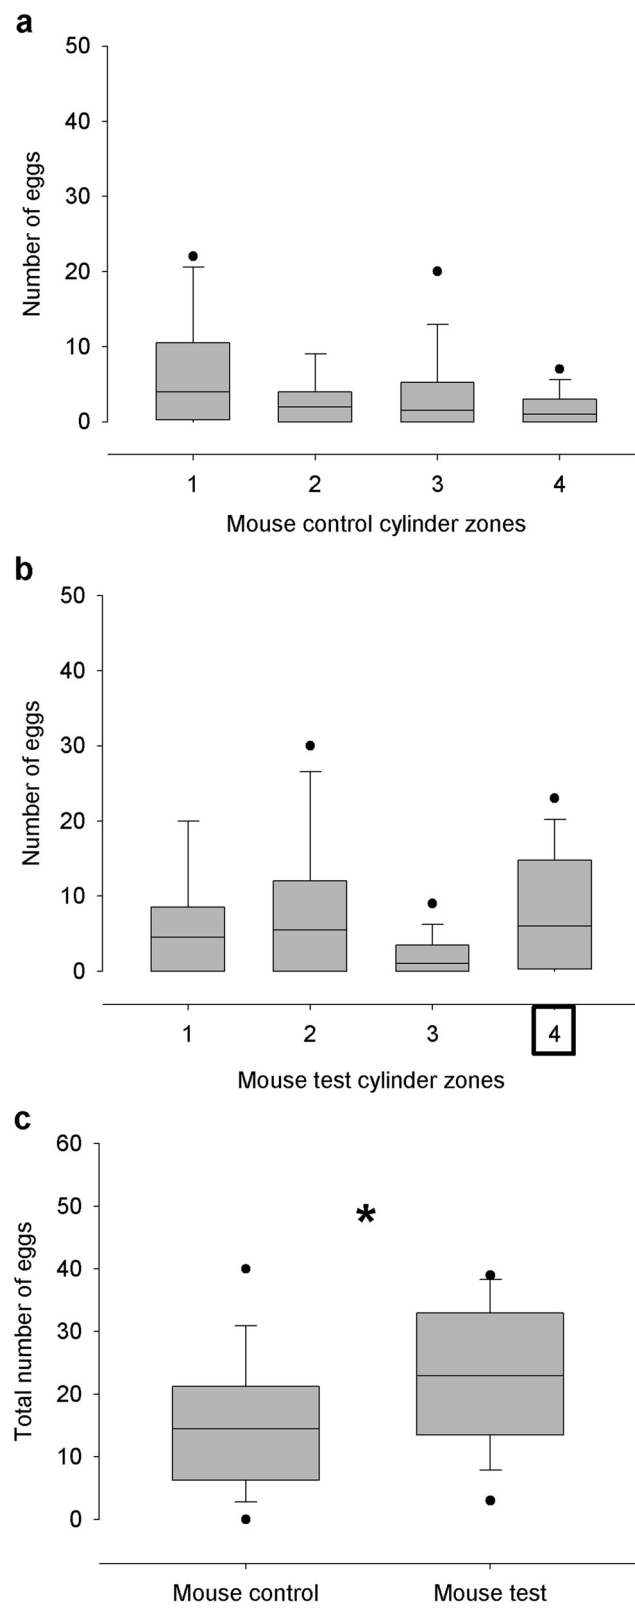 a
50
40
30
20
10
0
Number of eggs
1 2 3 4
Mouse control cylinder zones
b
50
40
30
20
10
0
Number of eggs
1 2 3 4
Mouse test cylinder zones
c
60
50
40
30
20
10
0
Total number of eggs
*
Mouse control Mouse test